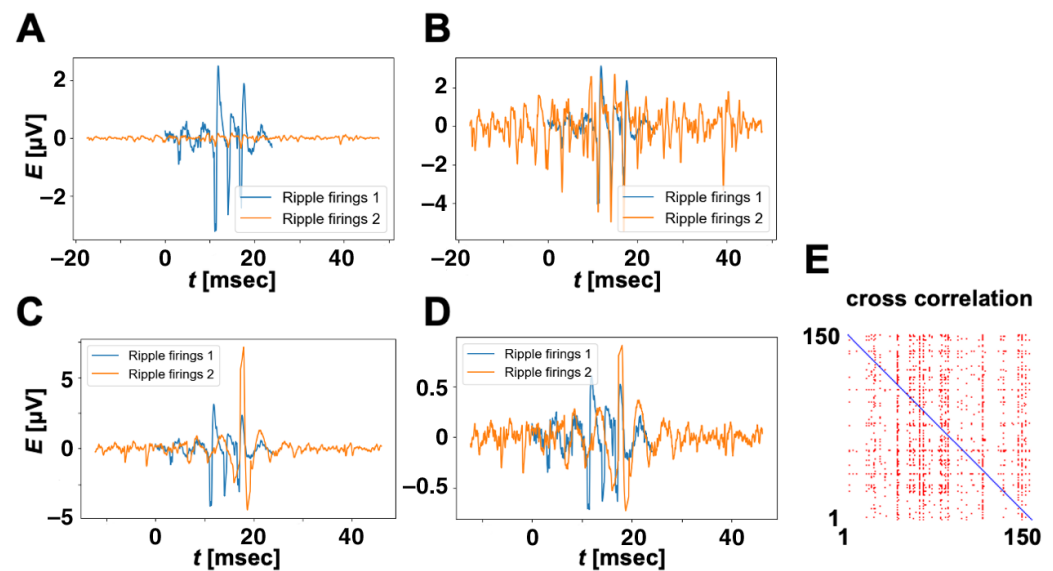 A
2
0
−2
E [µV]
Ripple firings 1
Ripple firings 2
−20
0
20
40
t [msec]
B
2
0
−2
−4
Ripple firings 1
Ripple firings 2
−20
0
20
40
t [msec]
C
Ripple firings 1
Ripple firings 2
5
0
−5
E [µV]
0
20
40
t [msec]
D
Ripple firings 1
Ripple firings 2
0.5
0
−0.5
0
20
40
t [msec]
E
cross correlation
150
1
1
150